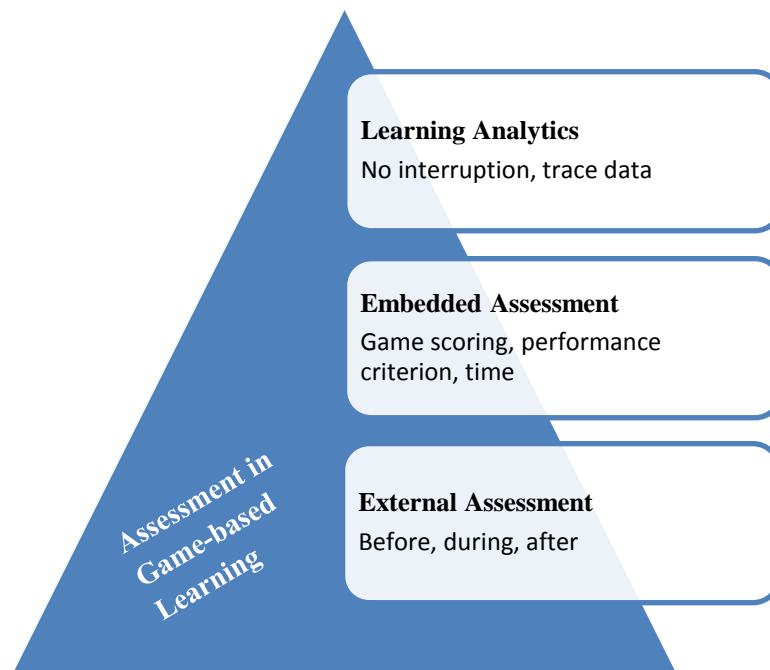 Learning Analytics
No interruption, trace data
Embedded Assessment
Game scoring, performance
criterion, time
External Assessment
Before, during, after
Assessment in
Game-based
Learning